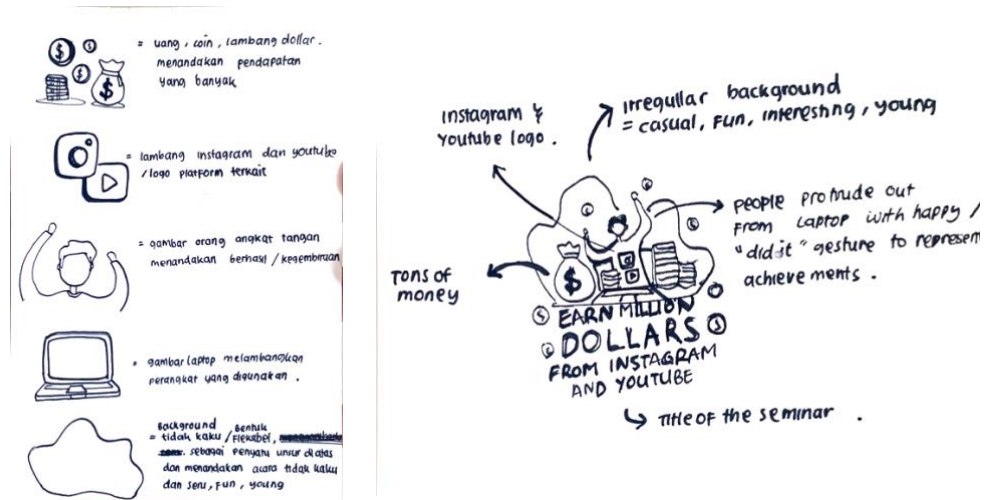 = uang, coin, lambang dollar.
menandakan pendapatan
yang banyak
= lambang instagram dan youtube
/ logo platform terkait
= gambar orang angkat tangan
menandakan berhasil / kegembiraan
= gambar laptop melambangkan
perangkat yang digunakan .
Background Bentuk
= tidak kaku / Fleksibel,
sebagai penyatu unsur diatas
dan menandakan acara tidak kaku
dan seru, Fun, young
instagram &
Youtube logo .
irregullar background
= casual, Fun, interesting, young
people protrude out
From Laptop with happy /
"did it" gesture to represent
achievements .
Tons of
money
EARN MILLION
DOLLARS
FROM INSTAGRAM
AND YOUTUBE
Title of the seminar .